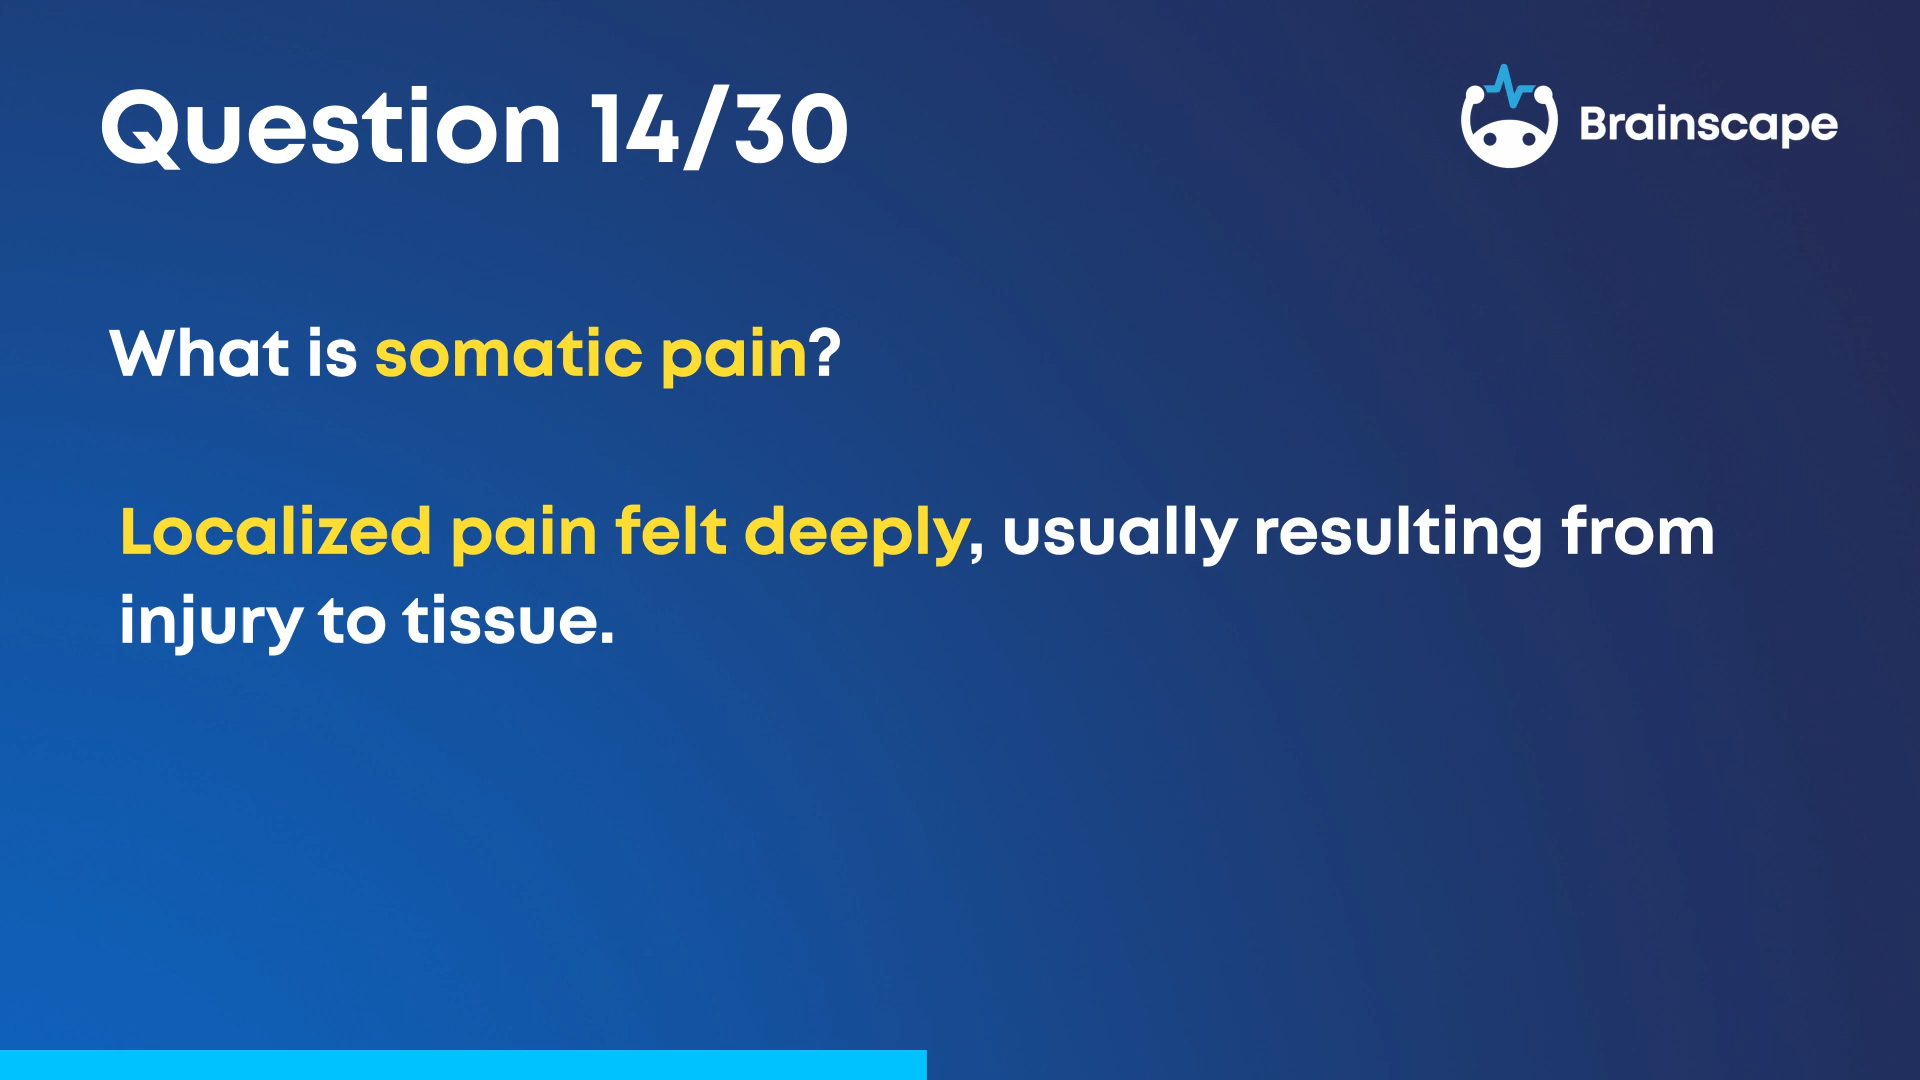 Question 14/30
Brainscape
What is somatic pain?
Localized pain felt deeply, usually resulting from
injury to tissue.